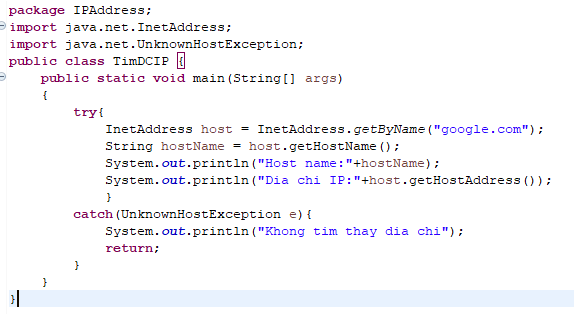 package IPAddress;
import java.net.InetAddress;
import java.net.UnknownHostException;
public class TimDCIP {
    public static void main(String[] args)
    {
        try{
            InetAddress host = InetAddress.getByName("google.com");
            String hostName = host.getHostName();
            System.out.println("Host name:"+hostName);
            System.out.println("Dia chi IP:"+host.getHostAddress());
            }
        catch(UnknownHostException e){
            System.out.println("Khong tim thay dia chi");
            return;
        }
    }
}